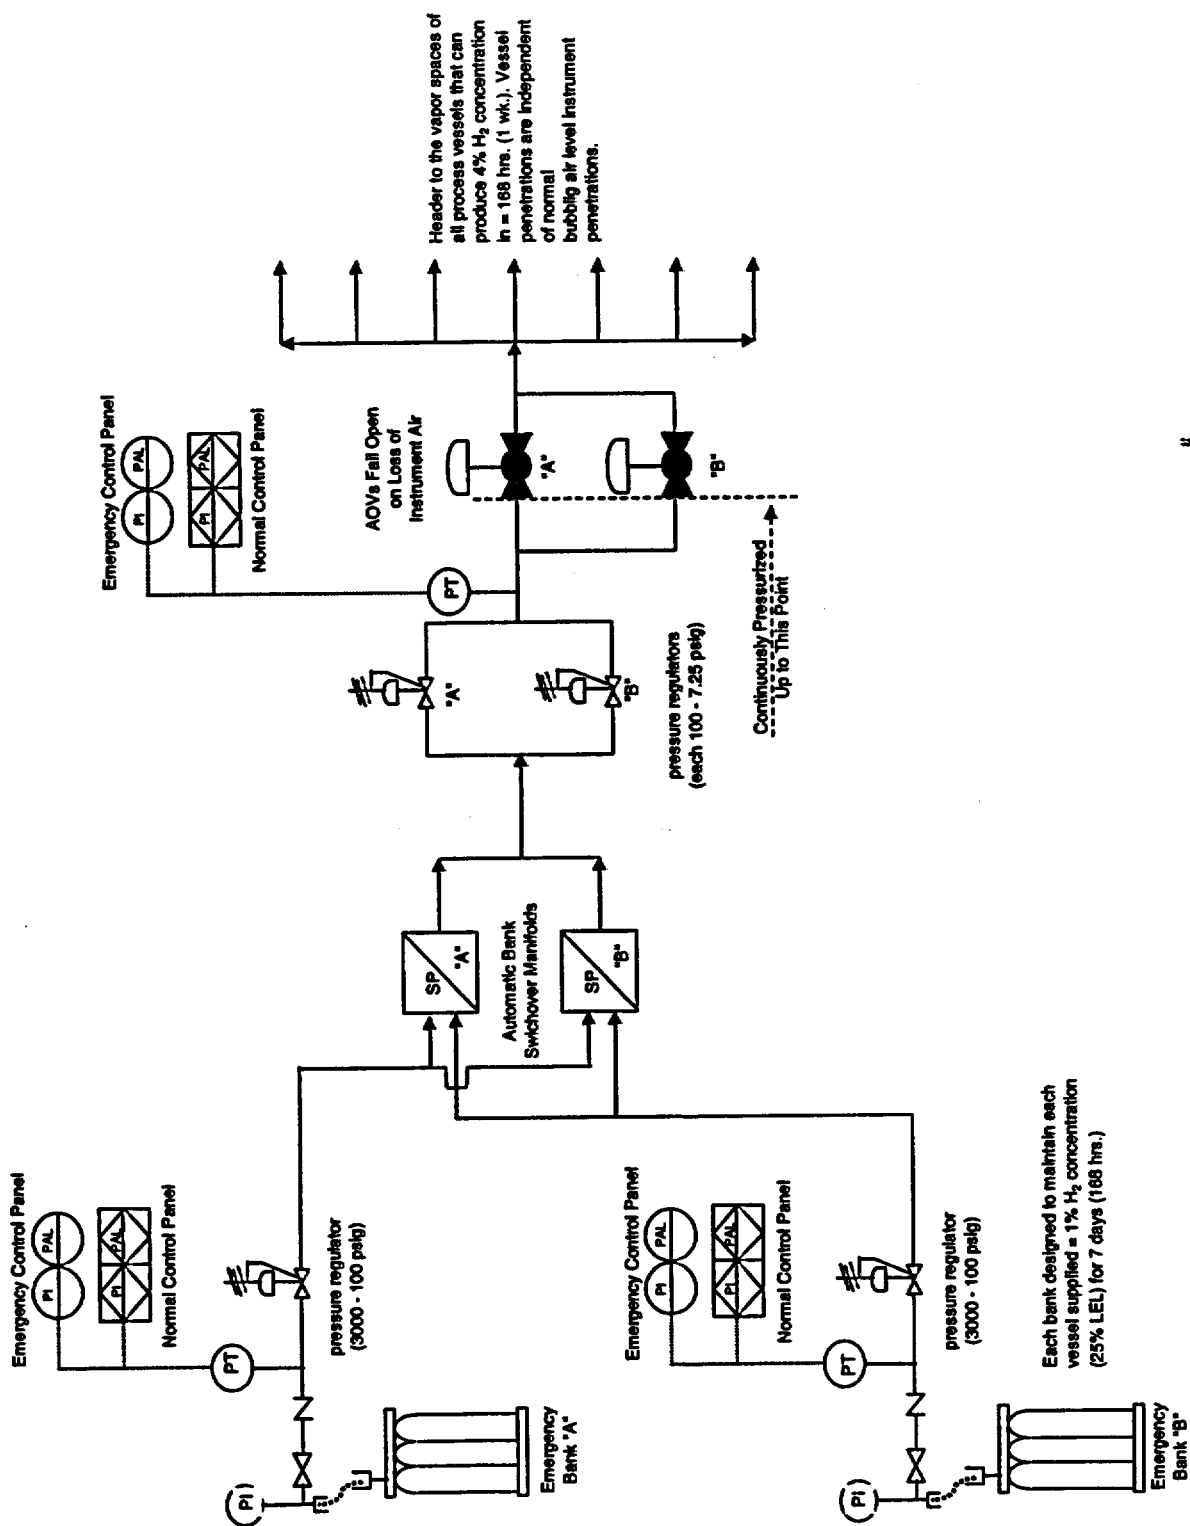 Emergency Control Panel
PI
PAL
PI
PAL
Normal Control Panel
PT
(PI)
pressure regulator
(3000 - 100 psig)
Emergency
Bank "A"
Emergency Control Panel
PI
PAL
PI
PAL
Normal Control Panel
PT
(PI)
pressure regulator
(3000 - 100 psig)
Emergency
Bank "B"
Each bank designed to maintain each
vessel supplied = 1% H₂ concentration
(25% LEL) for 7 days (168 hrs.)
SP
"A"
Automatic Bank
Swichover Manifolds
SP
"B"
"A"
"B"
pressure regulators
(each 100 - 7.25 psig)
Emergency Control Panel
PI
PAL
PI
PAL
Normal Control Panel
PT
AOVs Fail Open
on Loss of
Instrument Air
"A"
"B"
Continuously Pressurized
Up to This Point
Header to the vapor spaces of
all process vessels that can
produce 4% H₂ concentration
in = 168 hrs. (1 wk.). Vessel
penetrations are independent
of normal
bubblig air level instrument
penetrations.